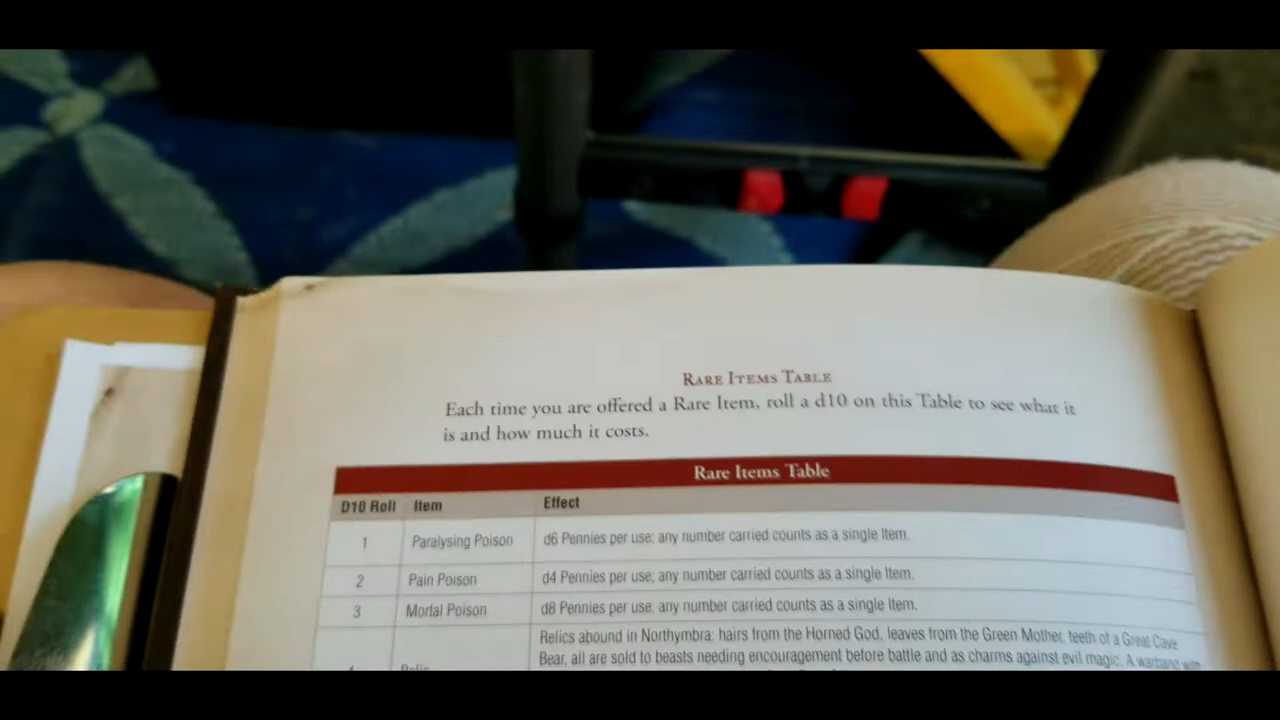 Rare Items Table
Each time you are offered a Rare Item, roll a d10 on this Table to see what it
is and how much it costs.
Rare Items Table
D10 Roll Item Effect
1 Paralysing Poison d6 Pennies per use; any number carried counts as a single Item.
2 Pain Poison d4 Pennies per use; any number carried counts as a single Item.
3 Mortal Poison d8 Pennies per use; any number carried counts as a single Item.
Relics abound in Northymbra: hairs from the Horned God, leaves from the Green Mother, teeth of a Great Cave
4 Relic Bear, all are sold to beasts needing encouragement before battle and as charms against evil magic. A warband with